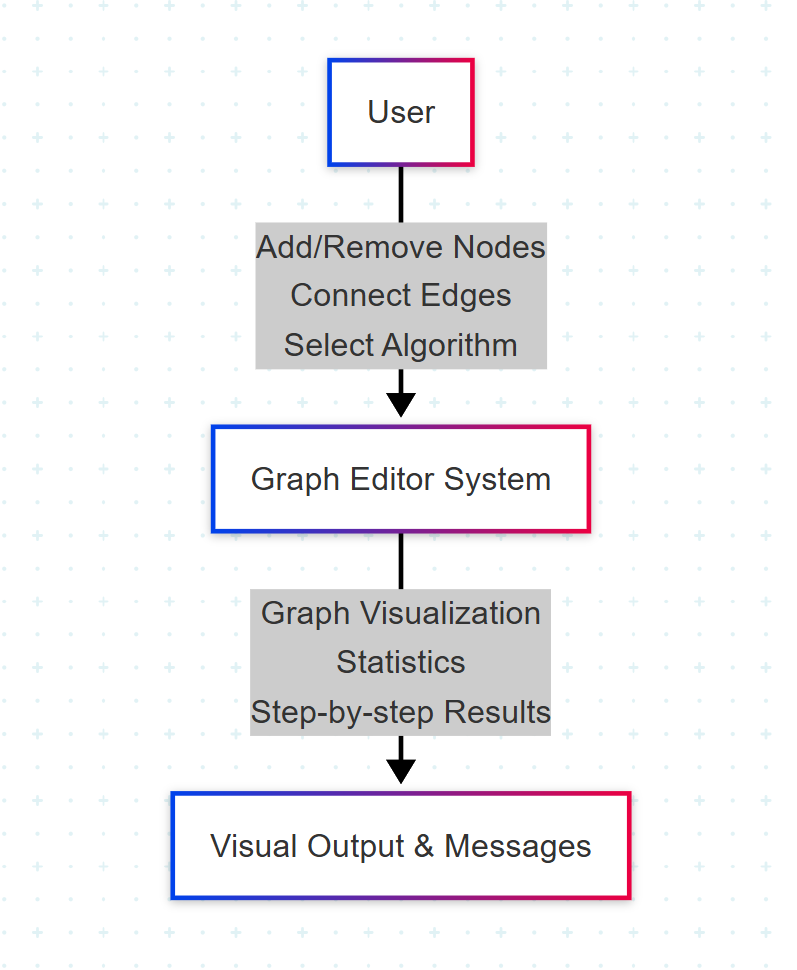 User
Add/Remove Nodes
Connect Edges
Select Algorithm
Graph Editor System
Graph Visualization
Statistics
Step-by-step Results
Visual Output & Messages